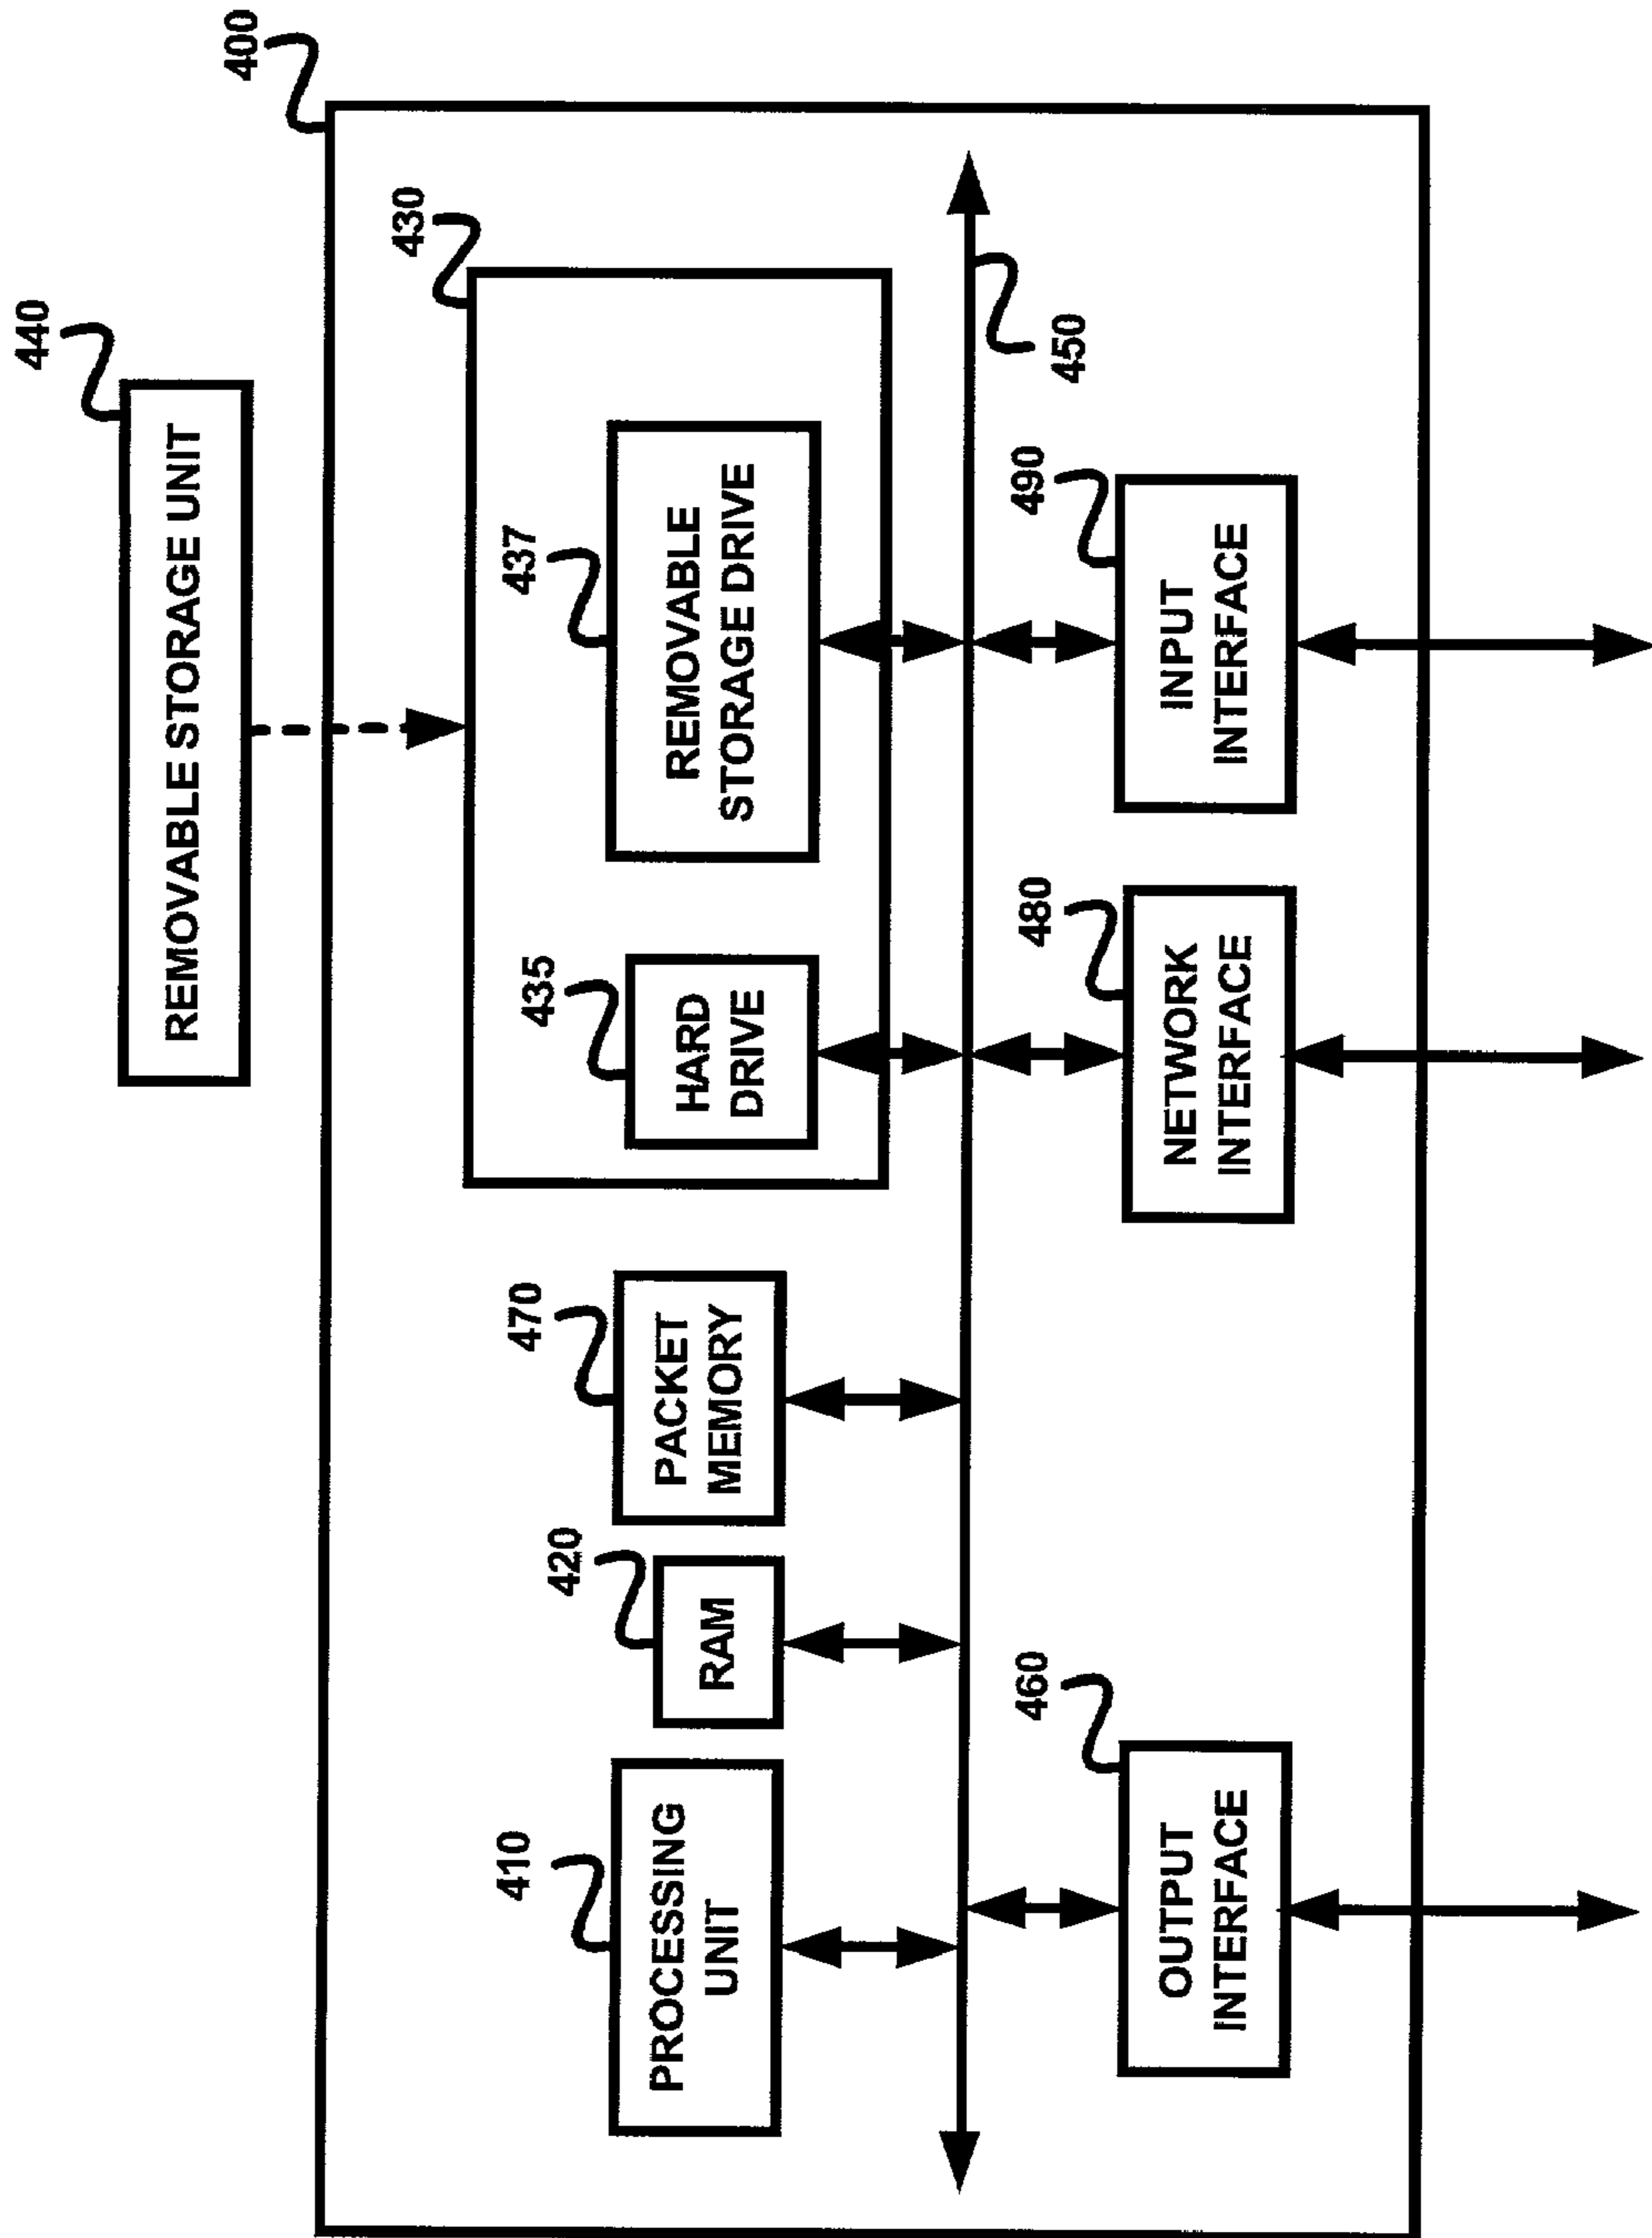 400
440
REMOVABLE STORAGE UNIT
430
410
PROCESSING
UNIT
420
RAM
470
PACKET
MEMORY
435
HARD
DRIVE
437
REMOVABLE
STORAGE DRIVE
450
460
OUTPUT
INTERFACE
480
NETWORK
INTERFACE
490
INPUT
INTERFACE